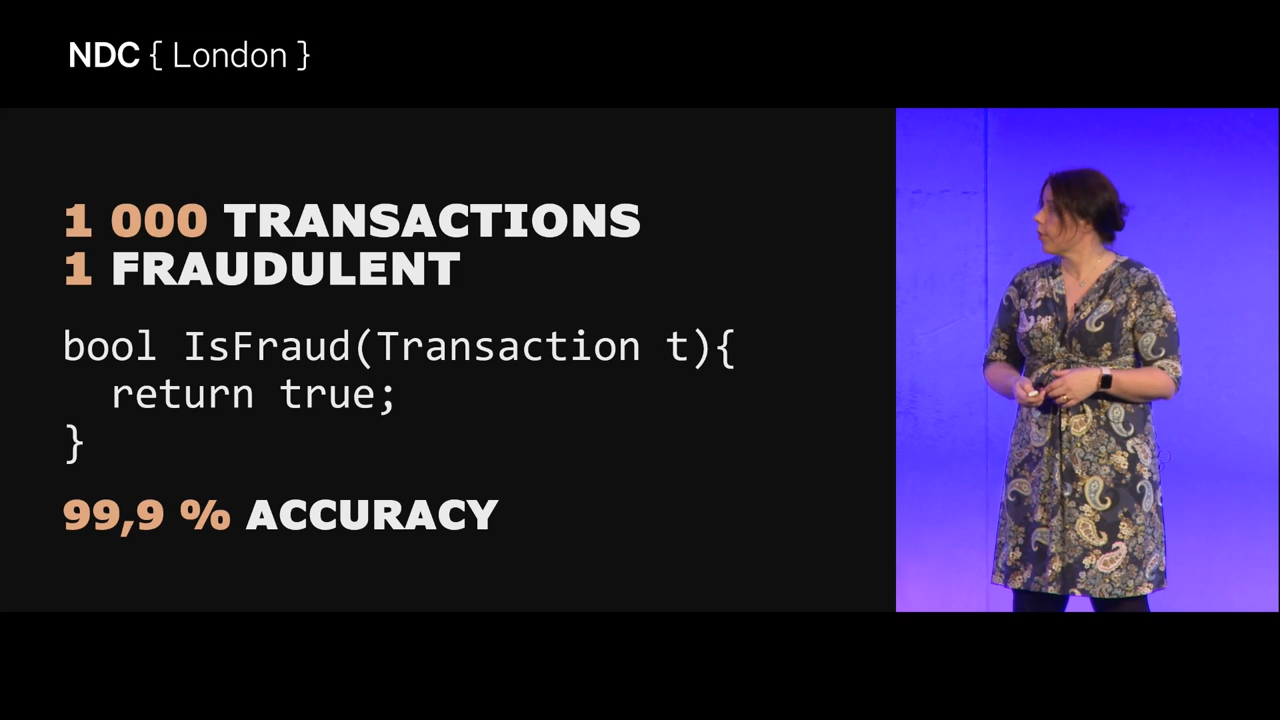 NDC { London }
1 000 TRANSACTIONS
1 FRAUDULENT
bool IsFraud(Transaction t){
return true;
}
99,9 % ACCURACY